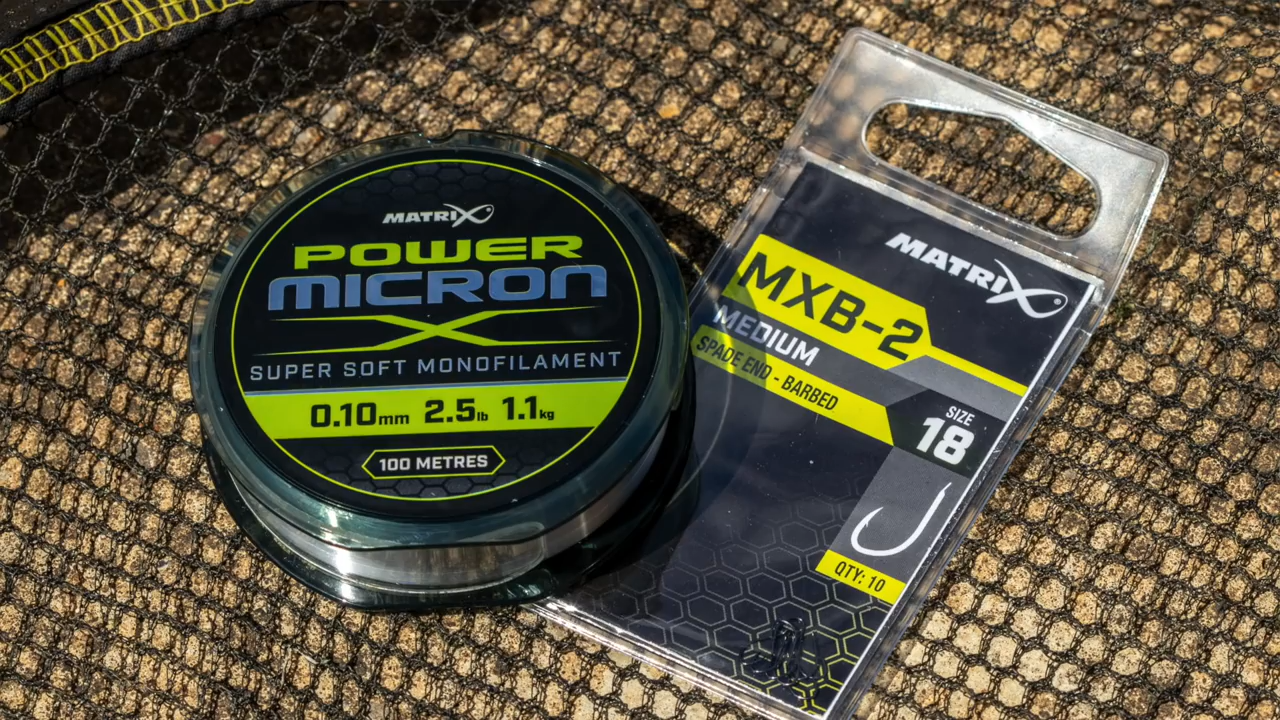 MATRIX
POWER
MICRON
X
SUPER SOFT MONOFILAMENT
0.10mm 2.5lb 1.1kg
100 METRES
MATRIX
MXB-2
MEDIUM
SPADE END - BARBED
SIZE
18
QTY: 10